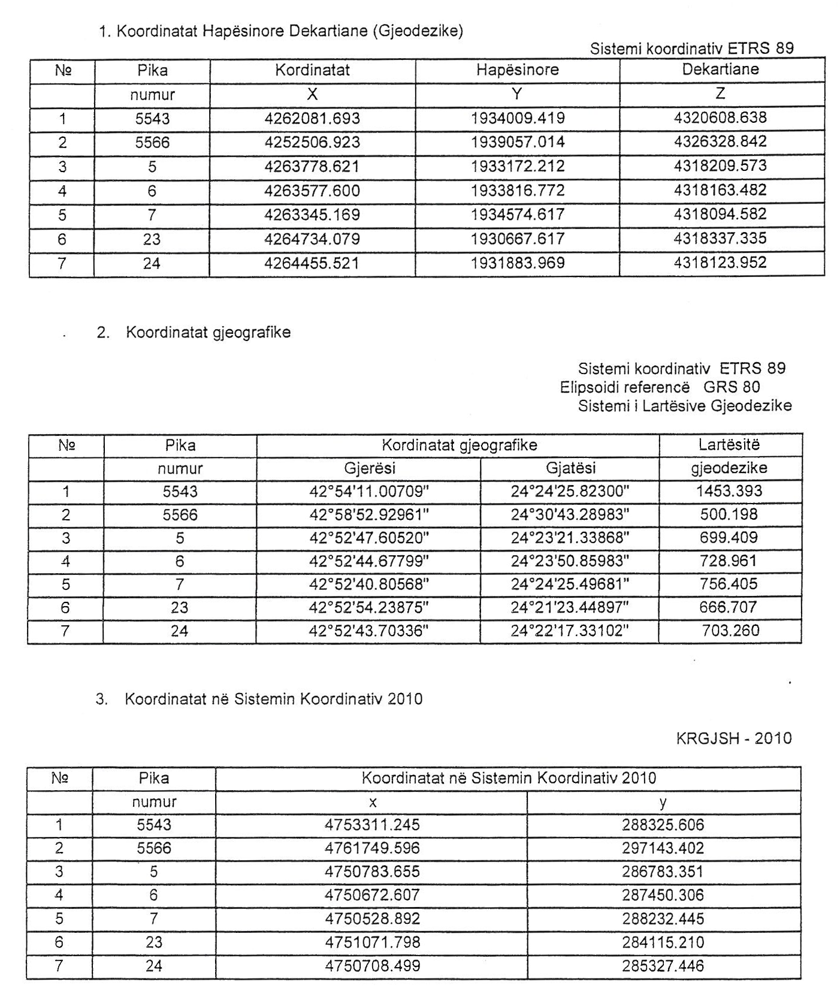 1. Koordinatat Hapësinore Dekartiane (Gjeodezike)
Sistemi koordinativ ETRS 89
№ Pika Kordinatat Hapësinore Dekartiane
numur X Y Z
1 5543 4262081.693 1934009.419 4320608.638
2 5566 4252506.923 1939057.014 4326328.842
3 5 4263778.621 1933172.212 4318209.573
4 6 4263577.600 1933816.772 4318163.482
5 7 4263345.169 1934574.617 4318094.582
6 23 4264734.079 1930667.617 4318337.335
7 24 4264455.521 1931883.969 4318123.952
2. Koordinatat gjeografike
Sistemi koordinativ ETRS 89
Elipsoidi referencë GRS 80
Sistemi i Lartësive Gjeodezike
№ Pika Kordinatat gjeografike Lartësitë
numur Gjerësi Gjatësi gjeodezike
1 5543 42°54'11.00709" 24°24'25.82300" 1453.393
2 5566 42°58'52.92961" 24°30'43.28983" 500.198
3 5 42°52'47.60520" 24°23'21.33868" 699.409
4 6 42°52'44.67799" 24°23'50.85983" 728.961
5 7 42°52'40.80568" 24°24'25.49681" 756.405
6 23 42°52'54.23875" 24°21'23.44897" 666.707
7 24 42°52'43.70336" 24°22'17.33102" 703.260
3. Koordinatat në Sistemin Koordinativ 2010
KRGJSH - 2010
№ Pika Koordinatat në Sistemin Koordinativ 2010
numur x y
1 5543 4753311.245 288325.606
2 5566 4761749.596 297143.402
3 5 4750783.655 286783.351
4 6 4750672.607 287450.306
5 7 4750528.892 288232.445
6 23 4751071.798 284115.210
7 24 4750708.499 285327.446